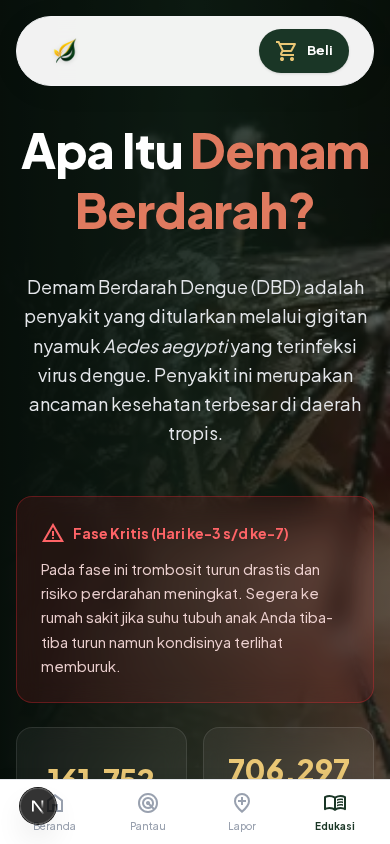 Beli
Apa Itu Demam
Berdarah?
Demam Berdarah Dengue (DBD) adalah
penyakit yang ditularkan melalui gigitan
nyamuk Aedes aegypti yang terinfeksi
virus dengue. Penyakit ini merupakan
ancaman kesehatan terbesar di daerah
tropis.
Fase Kritis (Hari ke-3 s/d ke-7)
Pada fase ini trombosit turun drastis dan
risiko perdarahan meningkat. Segera ke
rumah sakit jika suhu tubuh anak Anda tiba-
tiba turun namun kondisinya terlihat
memburuk.
161.752 706.297
N
Beranda Pantau Lapor Edukasi